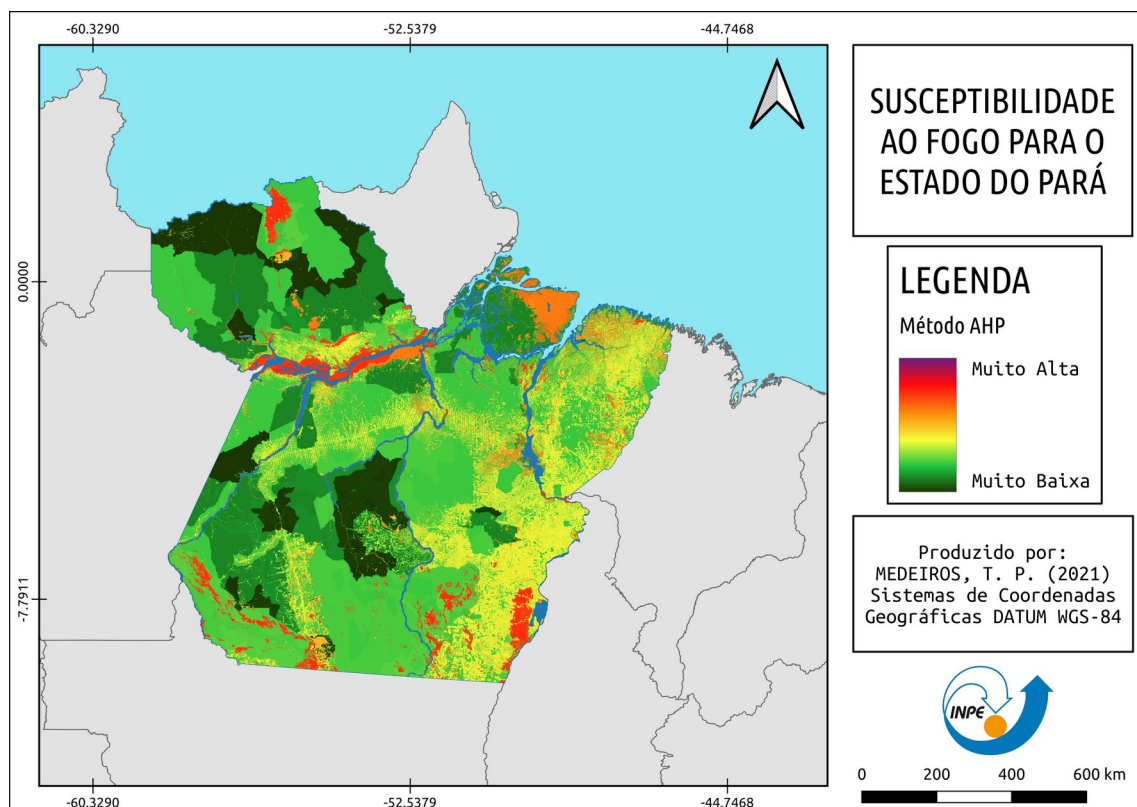 -60.3290
-52.5379
-44.7468
0.0000
-7.7911
-60.3290
-52.5379
-44.7468
SUSCEPTIBILIDADE
AO FOGO PARA O
ESTADO DO PARÁ
LEGENDA
Método AHP
Muito Alta
Muito Baixa
Produzido por:
MEDEIROS, T. P. (2021)
Sistemas de Coordenadas
Geográficas DATUM WGS-84
INPE
0 200 400 600 km